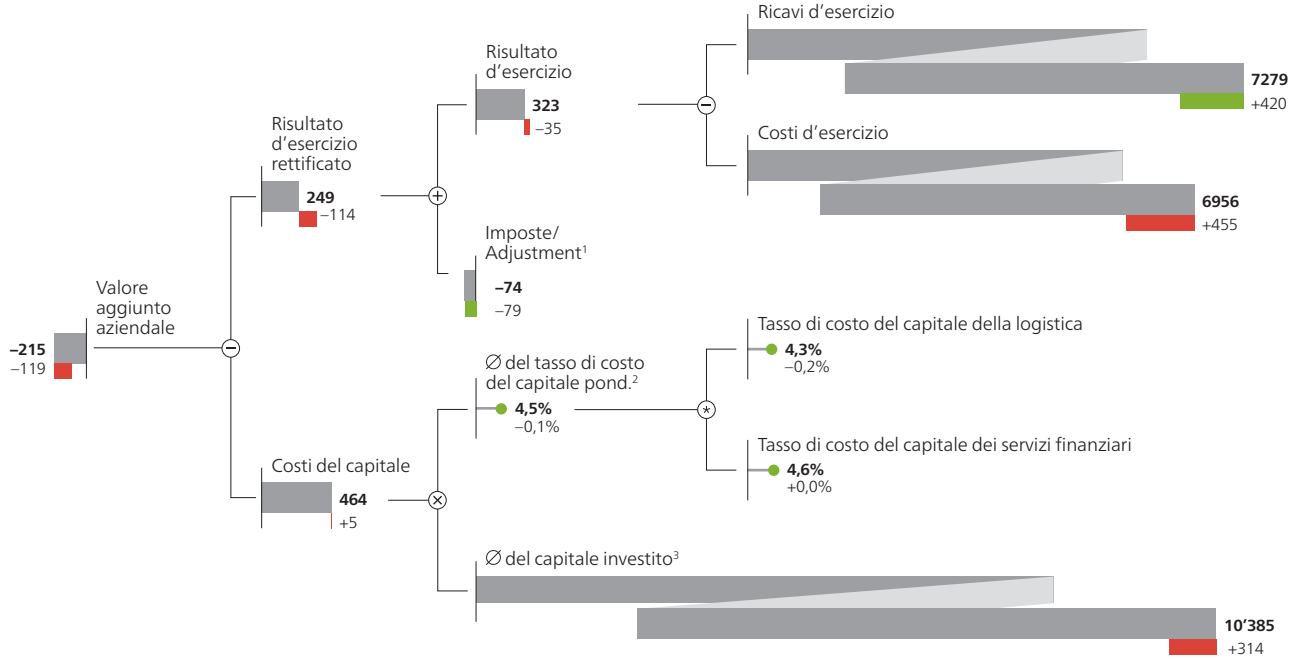 Ricavi d'esercizio
7279
+420
Costi d'esercizio
6956
+455
Risultato
d'esercizio
323
–35
Risultato
d'esercizio
rettificato
249
–114
+
–
Imposte/
Adjustment¹
–74
–79
Valore
aggiunto
aziendale
–215
–119
–
Tasso di costo del capitale della logistica
4,3%
–0,2%
Ø del tasso di costo
del capitale pond.²
4,5%
–0,1%
*
Tasso di costo del capitale dei servizi finanziari
4,6%
+0,0%
Costi del capitale
464
+5
×
Ø del capitale investito³
10'385
+314